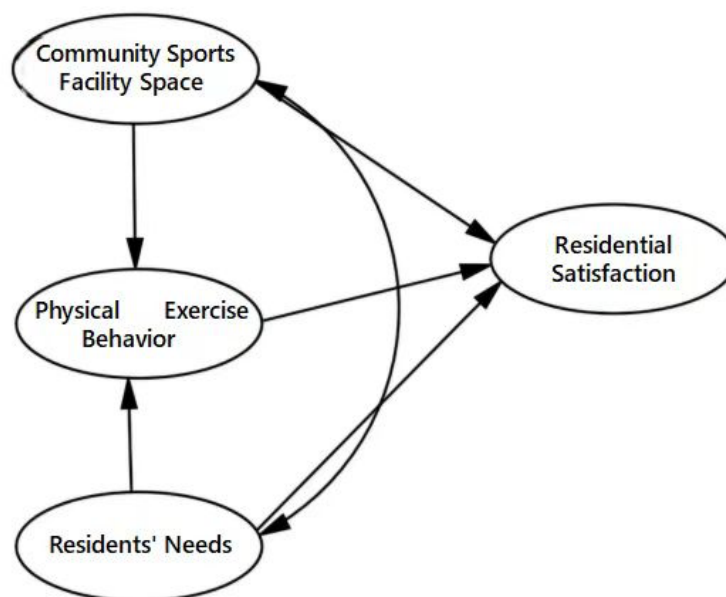 Community Sports
Facility Space
Residential
Satisfaction
Physical Exercise
Behavior
Residents' Needs